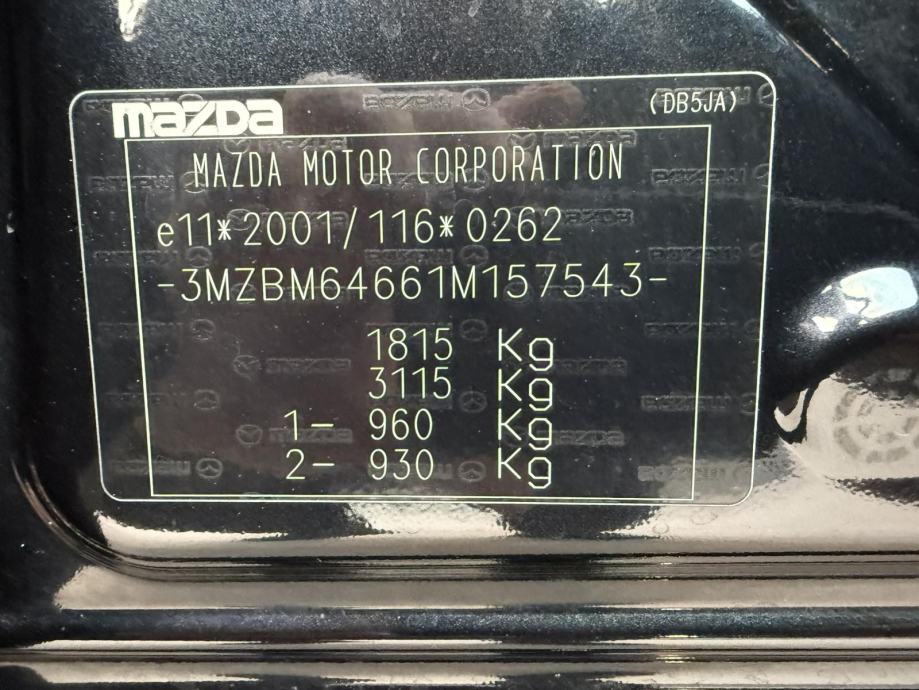 mazda
(DB5JA)
MAZDA MOTOR CORPORATION
e11*2001/116*0262
-3MZBM64661M157543-
1815 Kg
3115 Kg
1- 960 Kg
2- 930 Kg